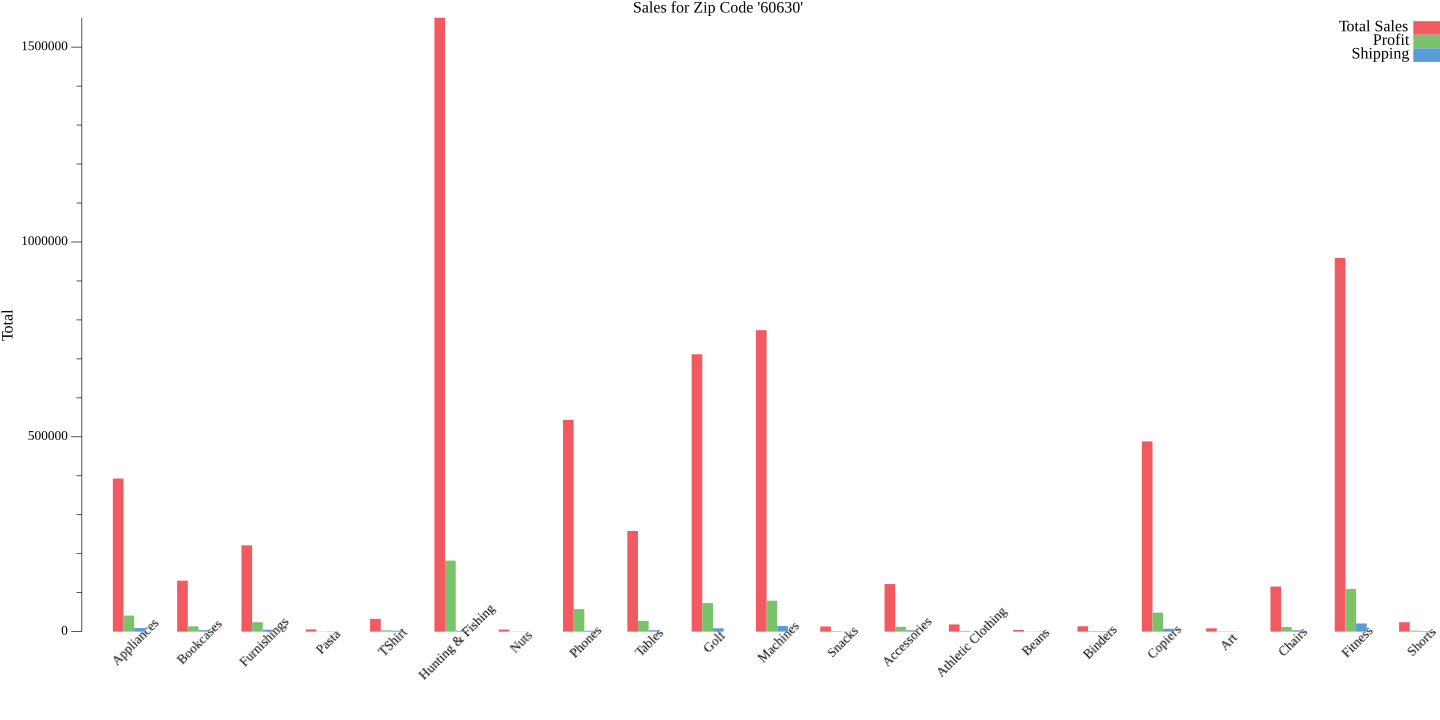 Sales for Zip Code '60630'
Total Sales
Profit
Shipping
1500000
1000000
500000
0
Total
Appliances
Bookcases
Furnishings
Pasta
TShirt
Hunting & Fishing
Nuts
Phones
Tables
Golf
Machines
Snacks
Accessories
Athletic Clothing
Beans
Binders
Copiers
Art
Chairs
Fitness
Shorts